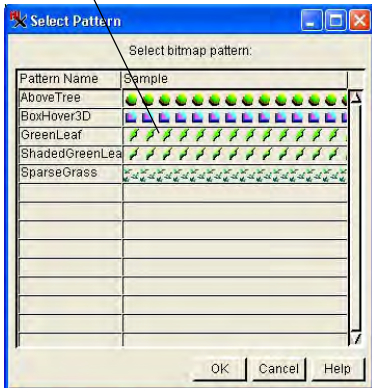 Select Pattern
Select bitmap pattern:
Pattern Name Sample
AboveTree
BoxHover3D
GreenLeaf
ShadedGreenLea
SparseGrass
OK Cancel Help